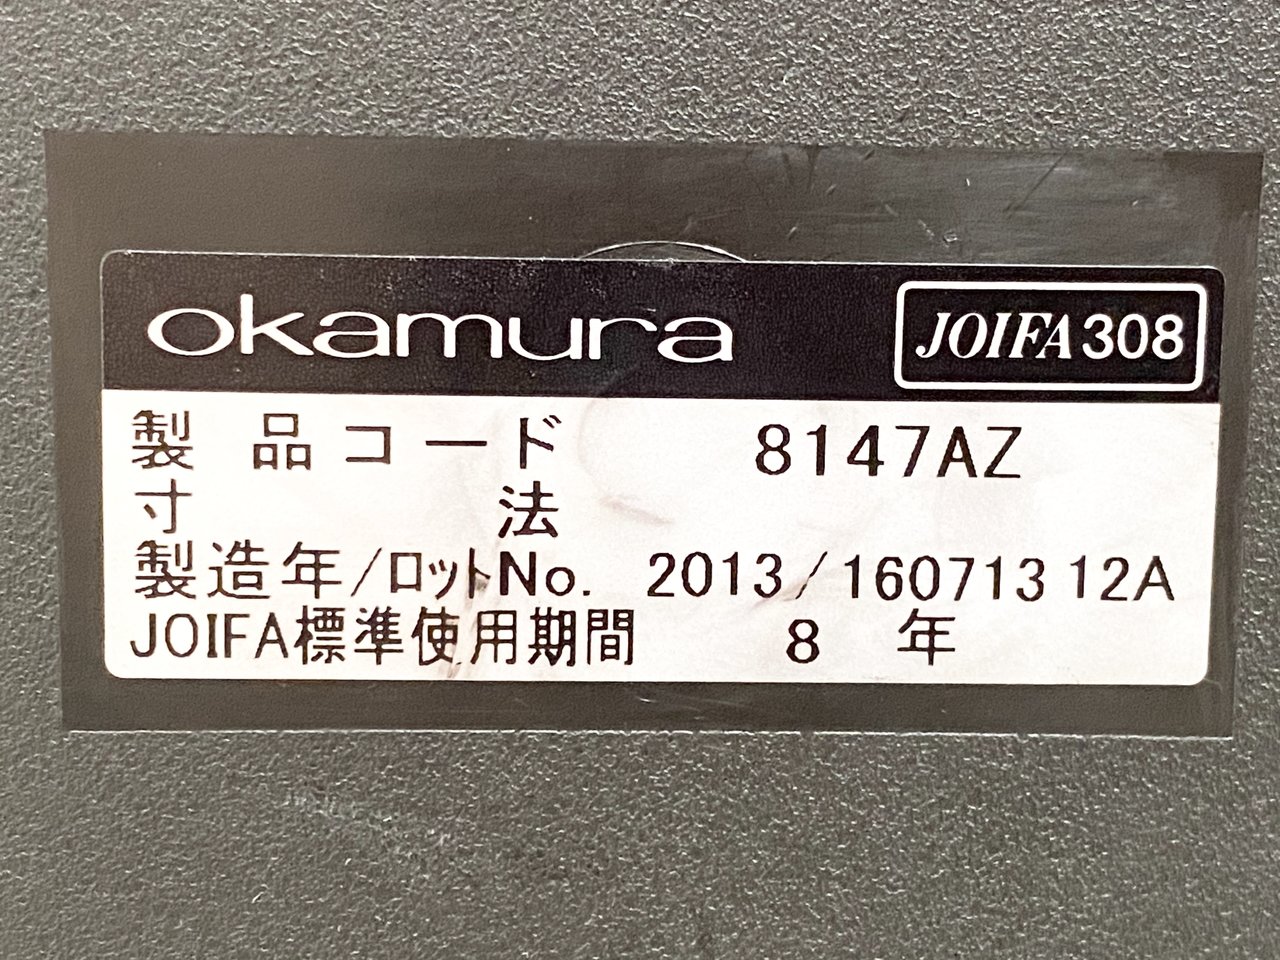 okamura
JOIFA308
製品コード 8147AZ
寸法
製造年/ロットNo. 2013/160713 12A
JOIFA標準使用期間 8 年